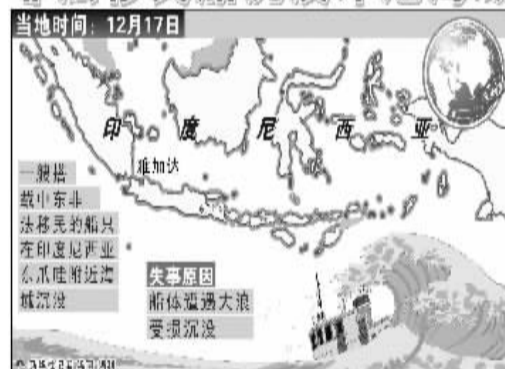 当地时间：12月17日
印度尼西亚
雅加达
一艘搭
载中东非
法移民的船只
在印度尼西亚
东爪哇附近海
域沉没
失事原因
船体遭遇大浪
受损沉没